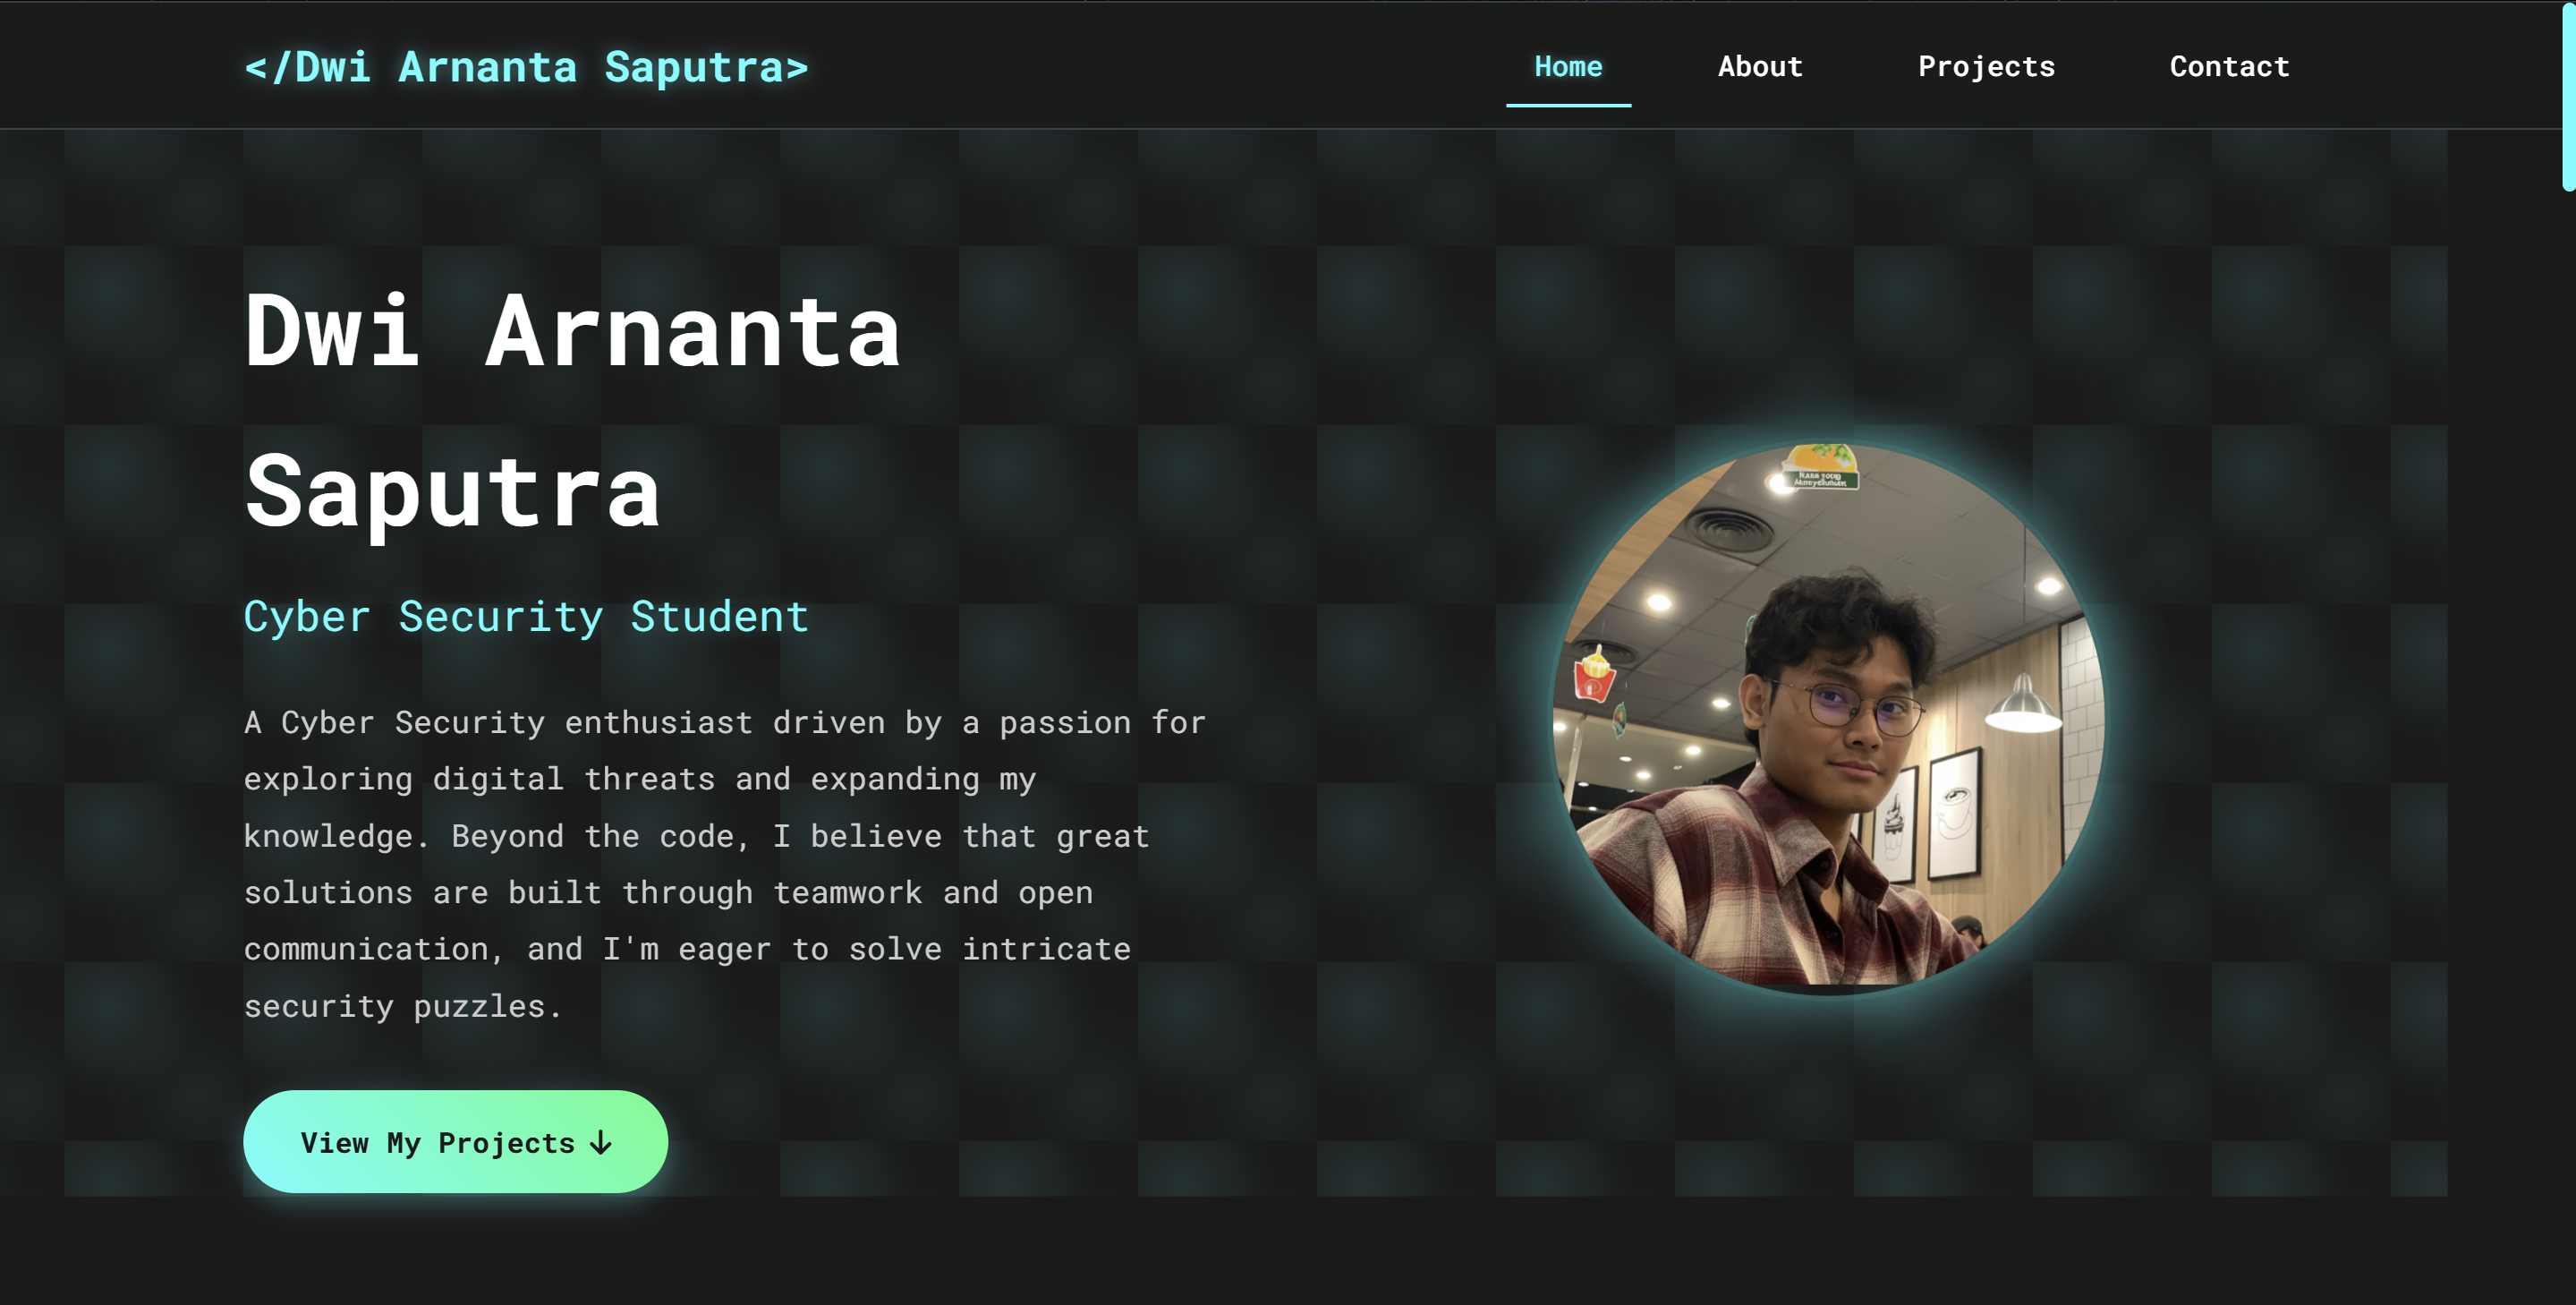 </Dwi Arnanta Saputra>
Home
About
Projects
Contact
Dwi Arnanta
Saputra
Cyber Security Student
A Cyber Security enthusiast driven by a passion for
exploring digital threats and expanding my
knowledge. Beyond the code, I believe that great
solutions are built through teamwork and open
communication, and I'm eager to solve intricate
security puzzles.
View My Projects ↓